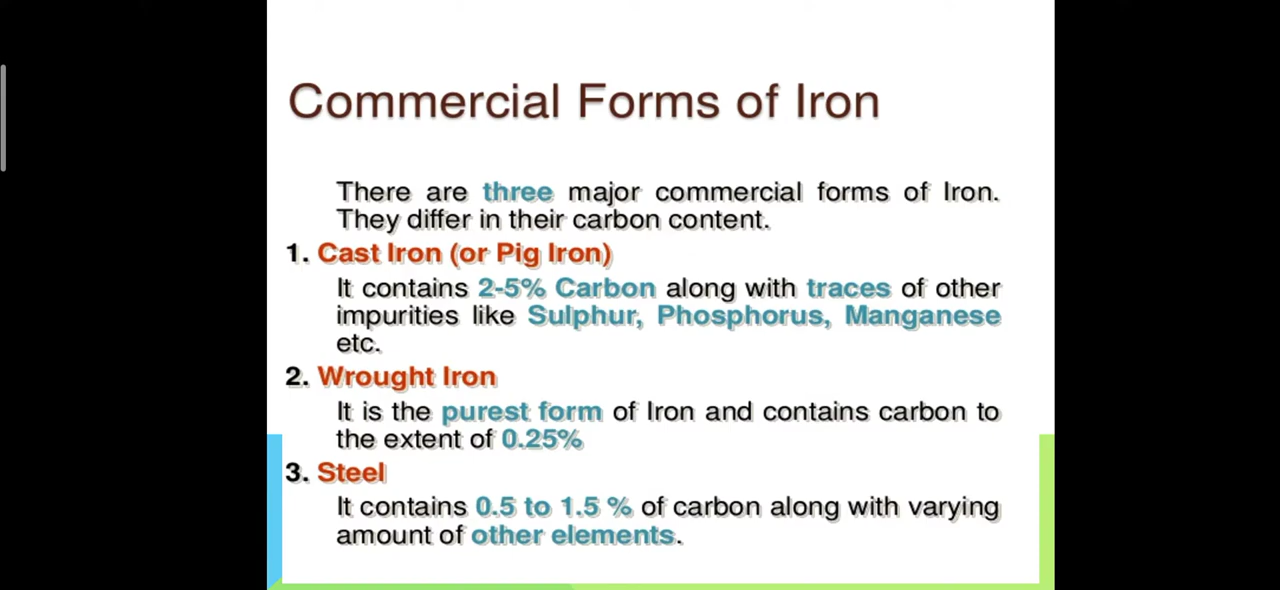 Commercial Forms of Iron
There are three major commercial forms of Iron.
They differ in their carbon content.
1. Cast Iron (or Pig Iron)
It contains 2-5% Carbon along with traces of other
impurities like Sulphur, Phosphorus, Manganese
etc.
2. Wrought Iron
It is the purest form of Iron and contains carbon to
the extent of 0.25%
3. Steel
It contains 0.5 to 1.5 % of carbon along with varying
amount of other elements.